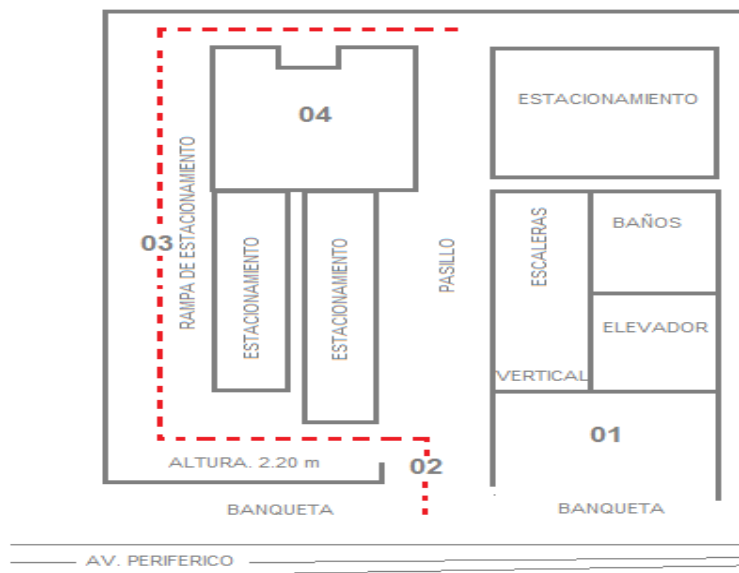 ESTACIONAMIENTO
04
RAMPA DE ESTACIONAMIENTO
03
ESTACIONAMIENTO
ESTACIONAMIENTO
PASILLO
ESCALERAS
BAÑOS
ELEVADOR
VERTICAL
01
ALTURA. 2.20 m
02
BANQUETA
BANQUETA
AV. PERIFERICO